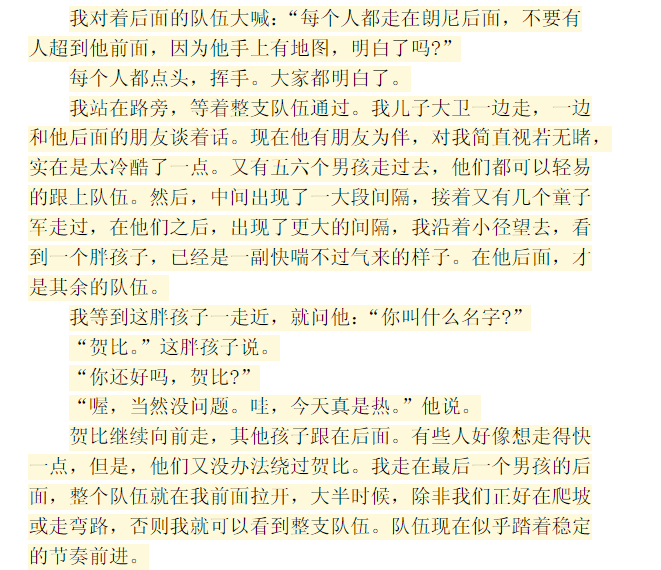 我对着后面的队伍大喊：“每个人都走在朗尼后面，不要有
人超到他前面，因为他手上有地图，明白了吗?”
每个人都点头，挥手。大家都明白了。
我站在路旁，等着整支队伍通过。我儿子大卫一边走，一边
和他后面的朋友谈着话。现在他有朋友为伴，对我简直视若无睹，
实在是太冷酷了一点。又有五六个男孩走过去，他们都可以轻易
的跟上队伍。然后，中间出现了一大段间隔，接着又有几个童子
军走过，在他们之后，出现了更大的间隔，我沿着小径望去，看
到一个胖孩子，已经是一副快喘不过气来的样子。在他后面，才
是其余的队伍。
我等到这胖孩子一走近，就问他：“你叫什么名字?”
“贺比。”这胖孩子说。
“你还好吗，贺比?”
“喔，当然没问题。哇，今天真是热。”他说。
贺比继续向前走，其他孩子跟在后面。有些人好像想走得快
一点，但是，他们又没办法绕过贺比。我走在最后一个男孩的后
面，整个队伍就在我前面拉开，大半时候，除非我们正好在爬坡
或走弯路，否则我就可以看到整支队伍。队伍现在似乎踏着稳定
的节奏前进。